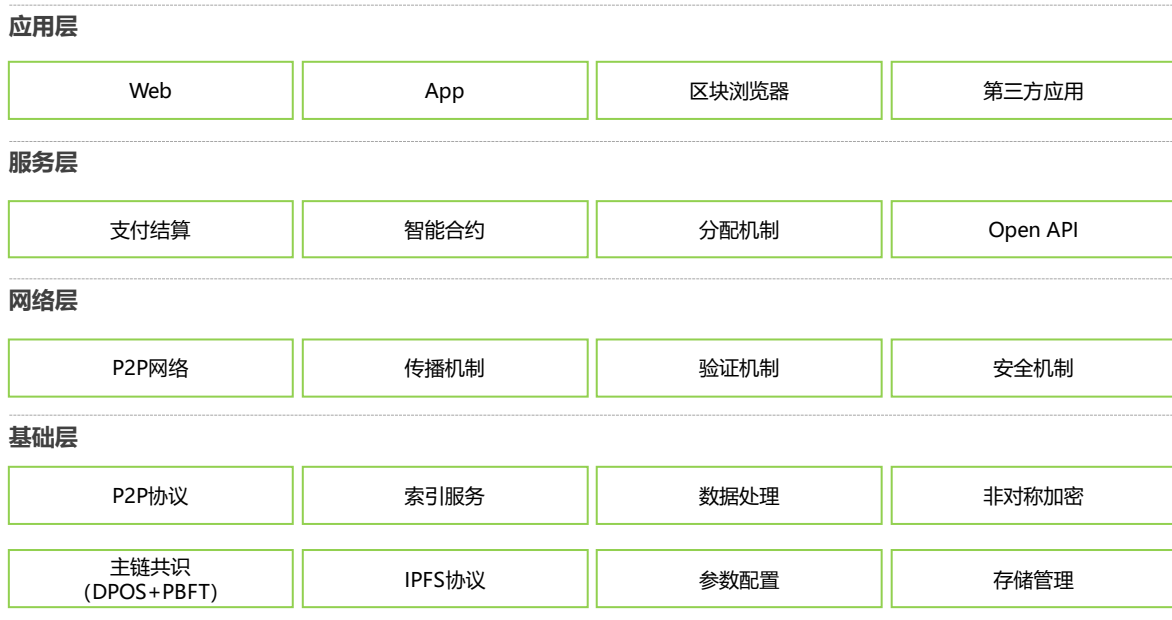 应用层
Web
App
区块浏览器
第三方应用
服务层
支付结算
智能合约
分配机制
Open API
网络层
P2P网络
传播机制
验证机制
安全机制
基础层
P2P协议
索引服务
数据处理
非对称加密
主链共识
(DPOS+PBFT)
IPFS协议
参数配置
存储管理